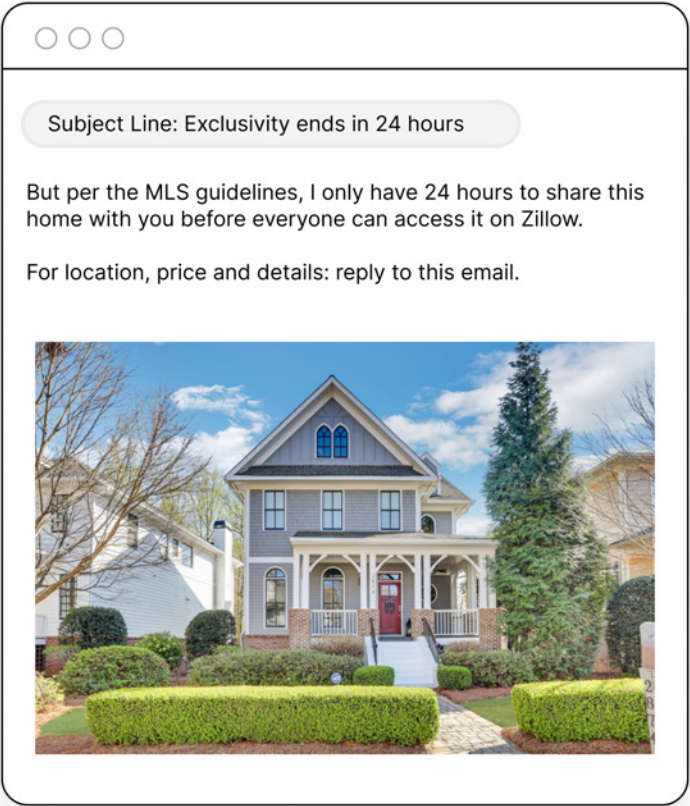 Subject Line: Exclusivity ends in 24 hours
But per the MLS guidelines, I only have 24 hours to share this
home with you before everyone can access it on Zillow.
For location, price and details: reply to this email.